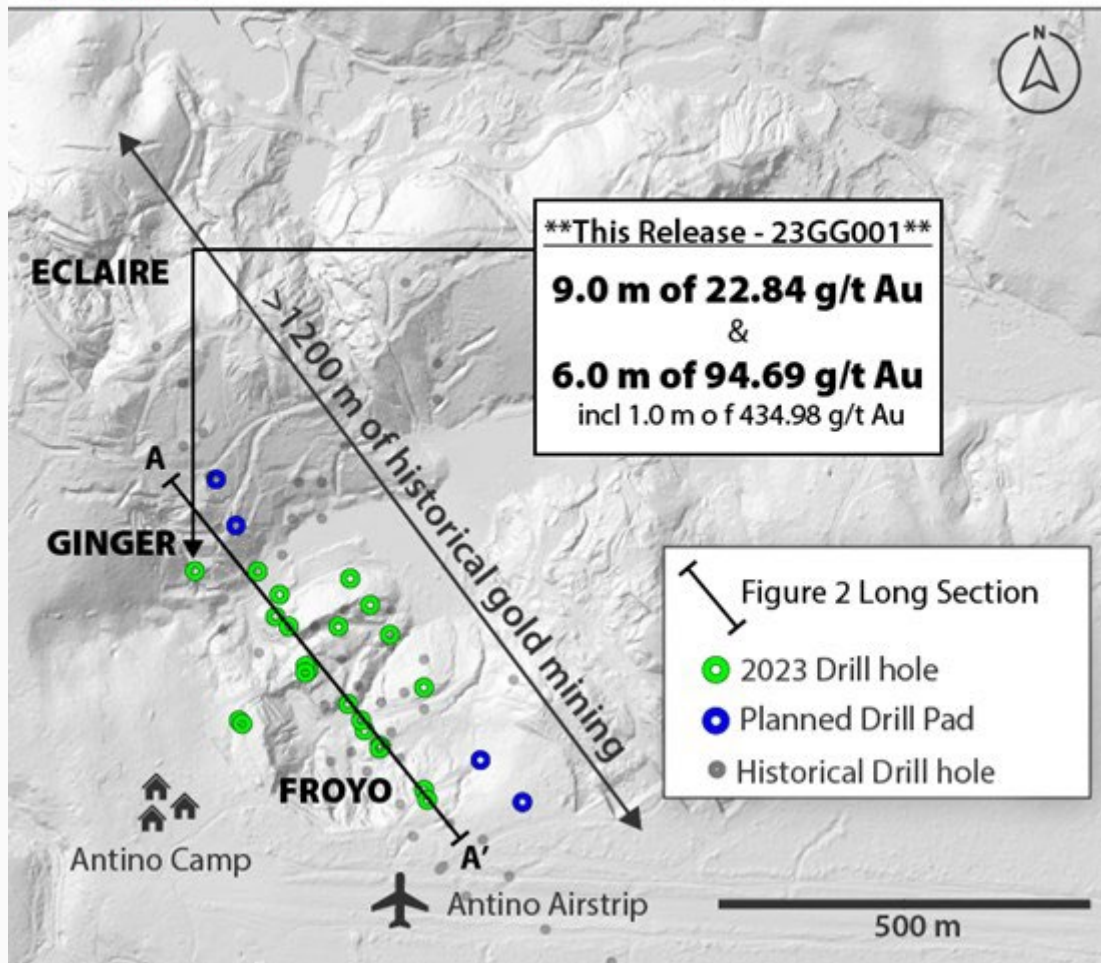 N
**This Release - 23GG001**
9.0 m of 22.84 g/t Au
&
6.0 m of 94.69 g/t Au
incl 1.0 m o f 434.98 g/t Au
ECLAIRE
>1200 m of historical gold mining
A
GINGER
Figure 2 Long Section
2023 Drill hole
Planned Drill Pad
Historical Drill hole
FROYO
A'
Antino Camp
Antino Airstrip
500 m